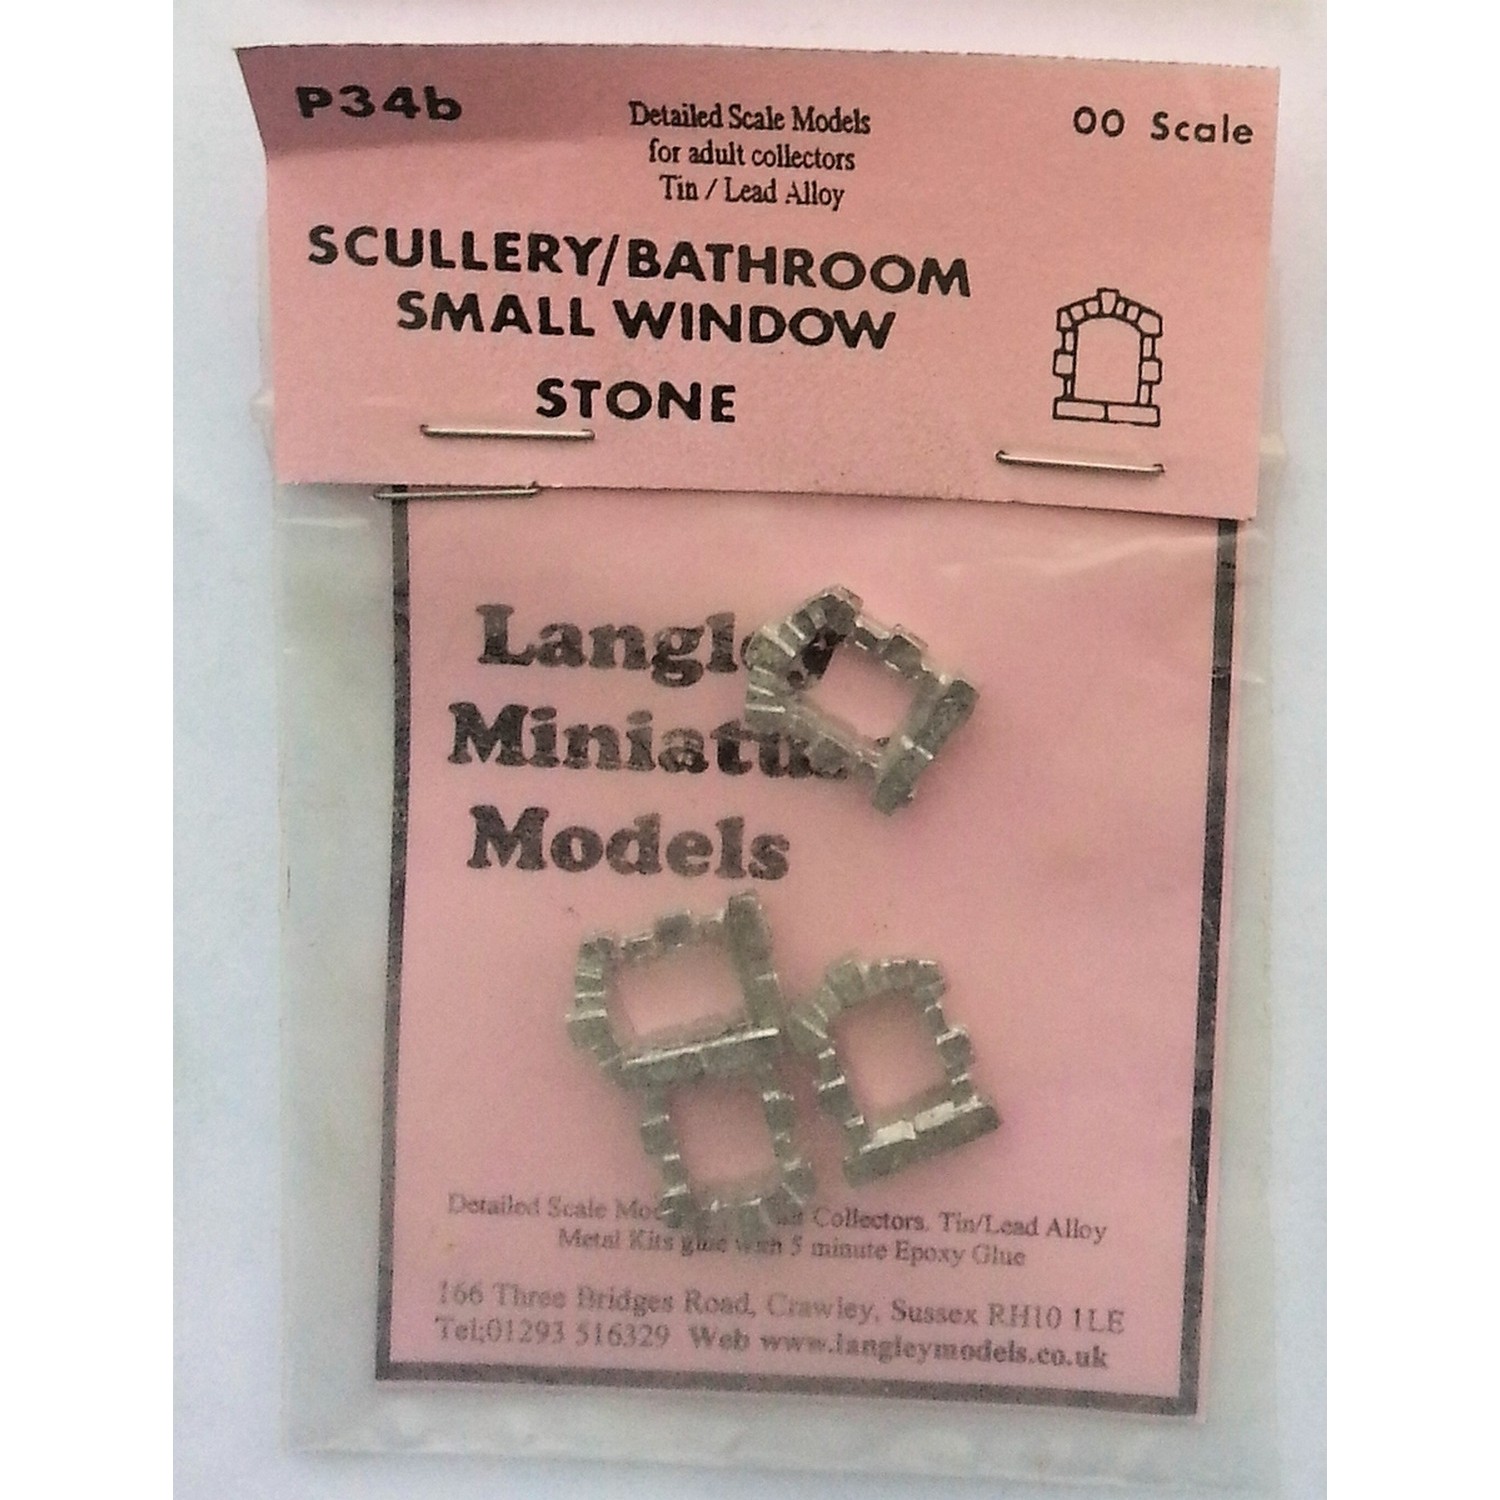 P34b
Detailed Scale Models
for adult collectors
Tin / Lead Alloy
OO Scale
SCULLERY/BATHROOM
SMALL WINDOW
STONE
Langle
Miniatu
Models
Detailed Scale Collectors. Tin/Lead Alloy
Metal Kits glue with 5 minute Epoxy Glue
166 Three Bridges Road, Crawley, Sussex RH10 1LE
Tel;01293 516329 Web www.langleymodels.co.uk